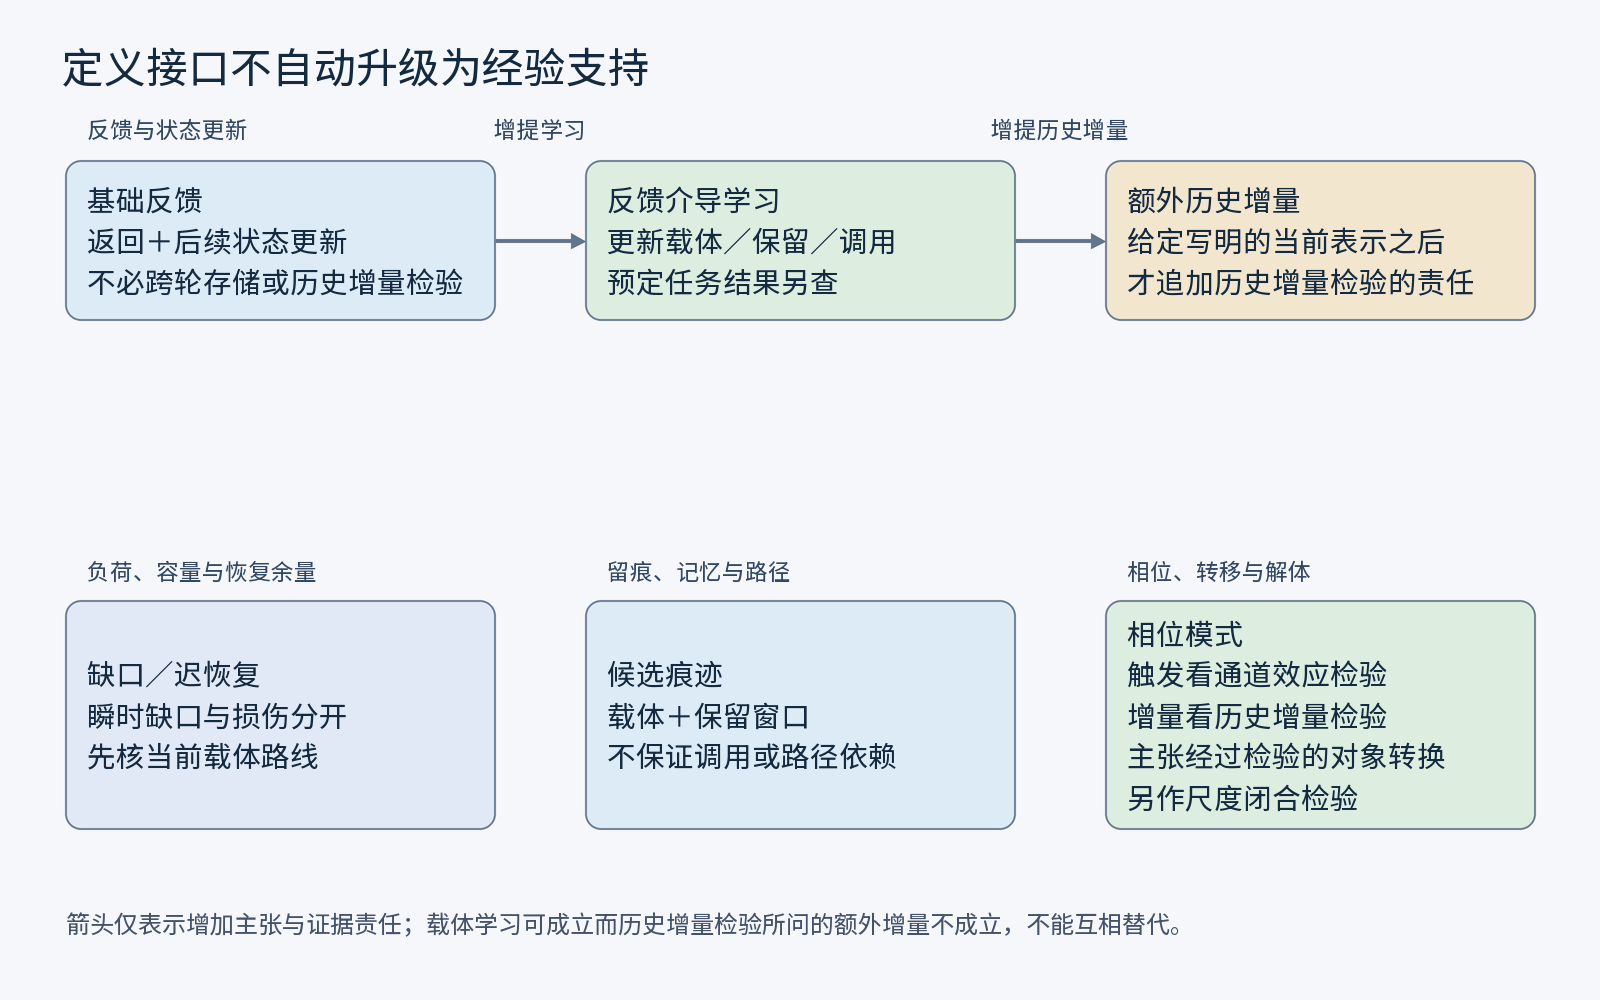 定义接口不自动升级为经验支持
反馈与状态更新
增提学习
增提历史增量
基础反馈
返回＋后续状态更新
不必跨轮存储或历史增量检验
反馈介导学习
更新载体／保留／调用
预定任务结果另查
额外历史增量
给定写明的当前表示之后
才追加历史增量检验的责任
负荷、容量与恢复余量
缺口／迟恢复
瞬时缺口与损伤分开
先核当前载体路线
留痕、记忆与路径
候选痕迹
载体＋保留窗口
不保证调用或路径依赖
相位、转移与解体
相位模式
触发看通道效应检验
增量看历史增量检验
主张经过检验的对象转换
另作尺度闭合检验
箭头仅表示增加主张与证据责任；载体学习可成立而历史增量检验所问的额外增量不成立，不能互相替代。